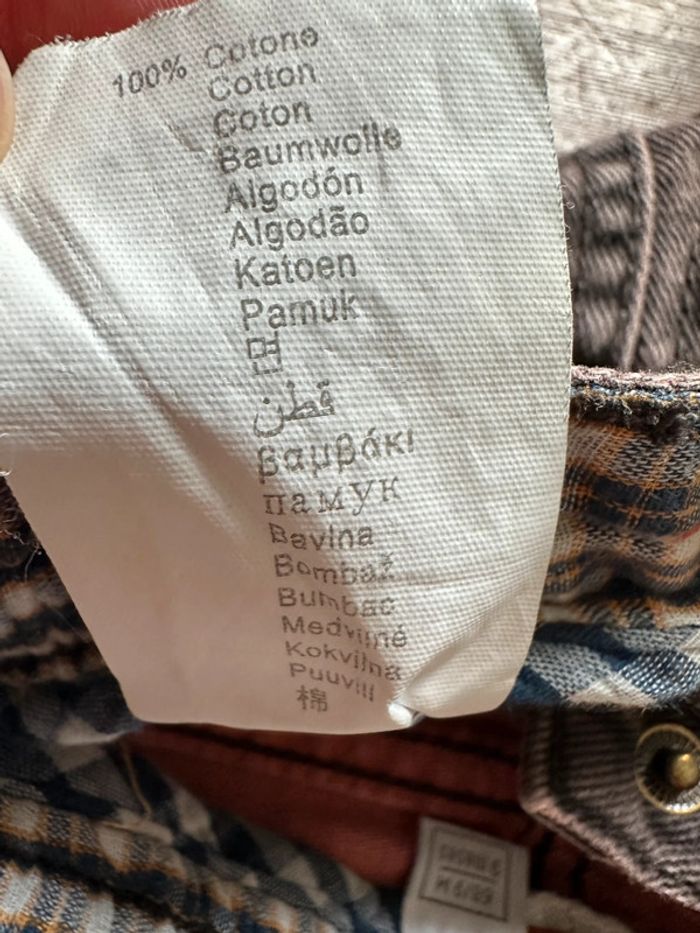 100% Cotone
Cotton
Coton
Baumwolle
Algodón
Algodão
Katoen
Pamuk
면
قطن
βαμβάκι
памук
Bavlna
Bombaž
Bumbac
Medvilnė
Kokvilna
Puuvill
棉